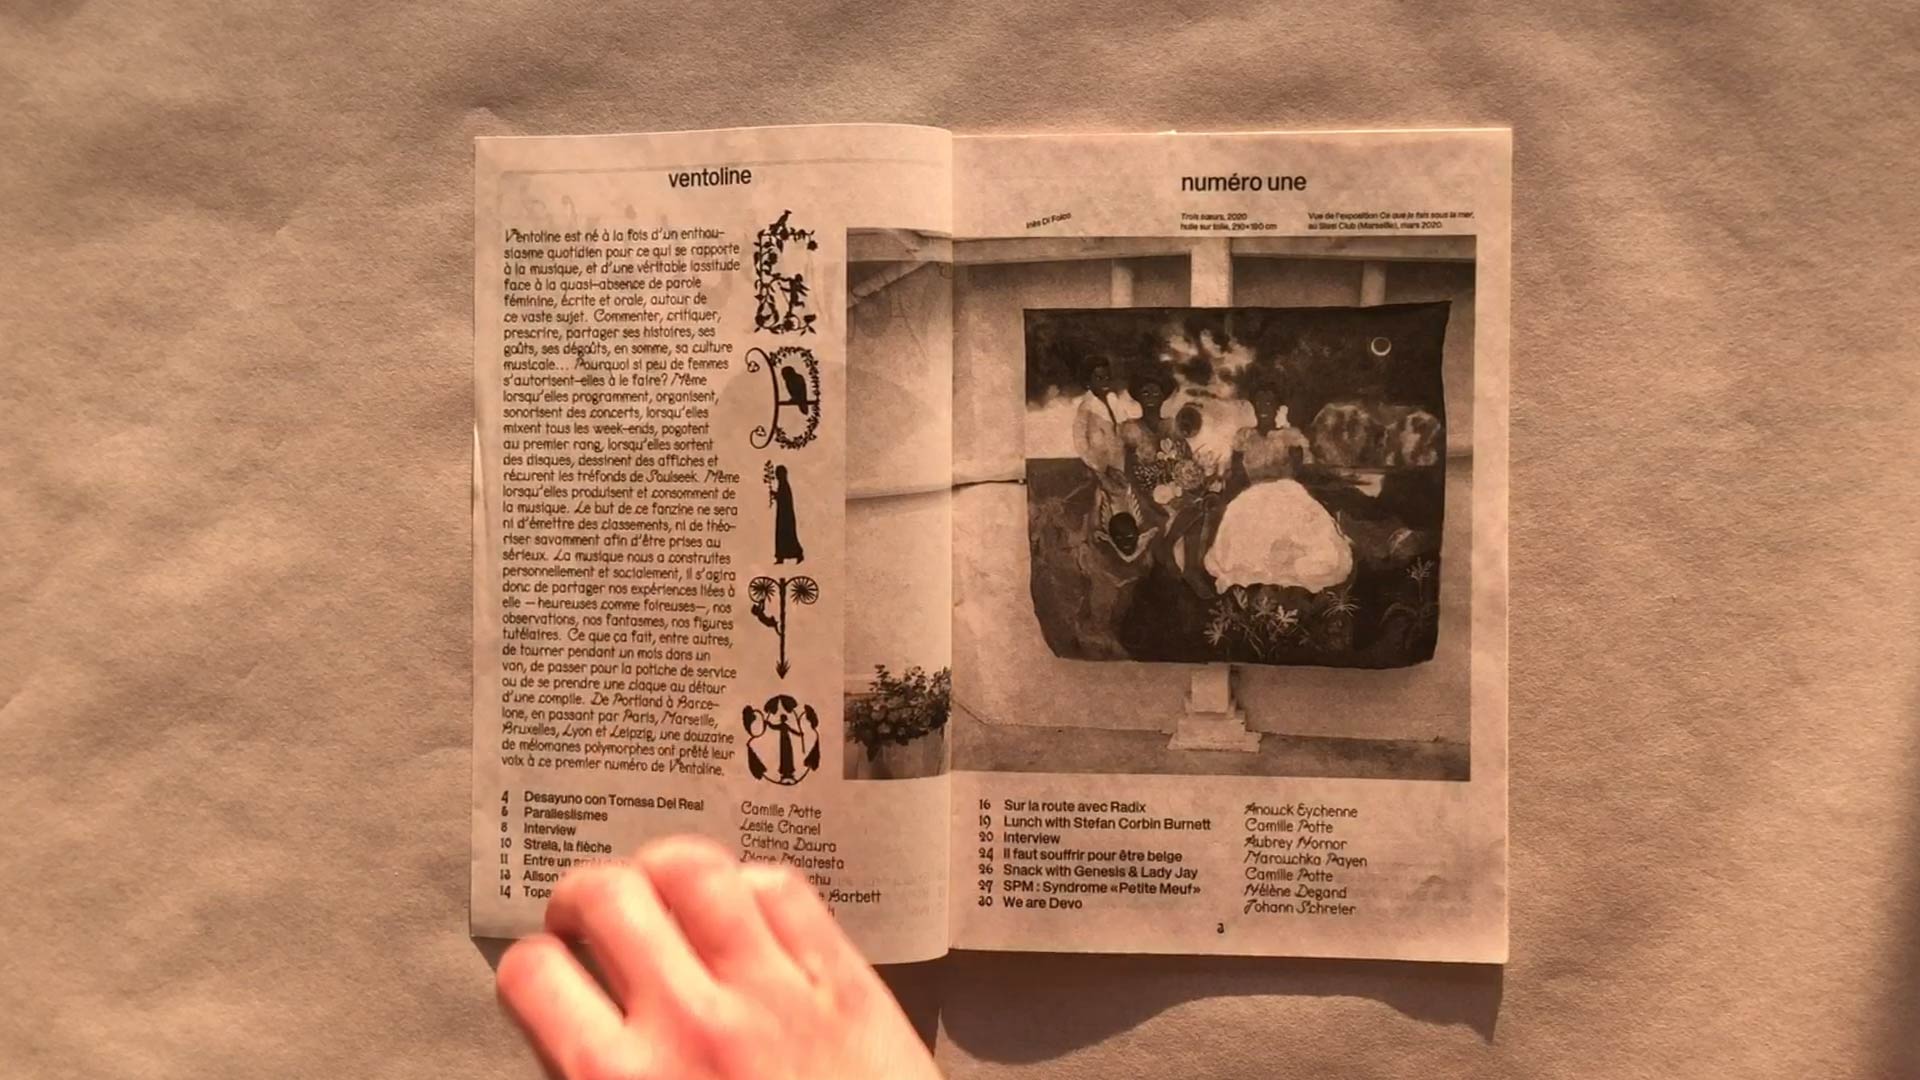 ventoline
Ventoline est né à la fois d'un enthou-
siasme quotidien pour ce qui se rapporte
à la musique, et d'une véritable lassitude
face à la quasi-absence de parole
féminine, écrite et orale, autour de
ce vaste sujet. Commenter, critiquer,
prescrire, partager ses histoires, ses
goûts, ses dégoûts, en somme, sa culture
musicale... Pourquoi si peu de femmes
s'autorisent-elles à le faire? Même
lorsqu'elles programment, organisent,
sonorisent des concerts, lorsqu'elles
mixent tous les week-ends, pogotent
au premier rang, lorsqu'elles sortent
des disques, dessinent des affiches et
récurent les tréfonds de Soulseek. Même
lorsqu'elles produisent et consomment de
la musique. Le but de ce fanzine ne sera
ni d'émettre des classements, ni de théo-
riser savamment afin d'être prises au
sérieux. La musique nous a construites
personnellement et socialement, il s'agira
donc de partager nos expériences liées à
elle —heureuses comme foireuses—, nos
observations, nos fantasmes, nos figures
tutélaires. Ce que ça fait, entre autres,
de tourner pendant un mois dans un
van, de passer pour la potiche de service
ou de se prendre une claque au détour
d'une compile. De Portland à Barce-
lone, en passant par Paris, Marseille,
Bruxelles, Lyon et Leipzig, une douzaine
de mélomanes polymorphes ont prêté leur
voix à ce premier numéro de Ventoline.
4 Desayuno con Tomasa Del Real Camille Potte
6 Paralleslismes Leslie Chanel
8 Interview Cristina Daura
10 Strela, la flèche Diane Malatesta
11 Entre un
13 Alison
14 Barbett
numéro une
Inès Di Folco
Trois sœurs, 2020
huile sur toile, 210×190 cm
Vue de l'exposition Ce que je fais sous la mer,
au Sissi Club (Marseille), mars 2020
16 Sur la route avec Radix Anouck Eychenne
19 Lunch with Stefan Corbin Burnett Camille Potte
20 Interview Aubrey Hornor
24 Il faut souffrir pour être belge Marouchka Payen
26 Snack with Genesis & Lady Jay Camille Potte
27 SPM : Syndrome «Petite Meuf» Hélène Degand
30 We are Devo Johann Schreier
3